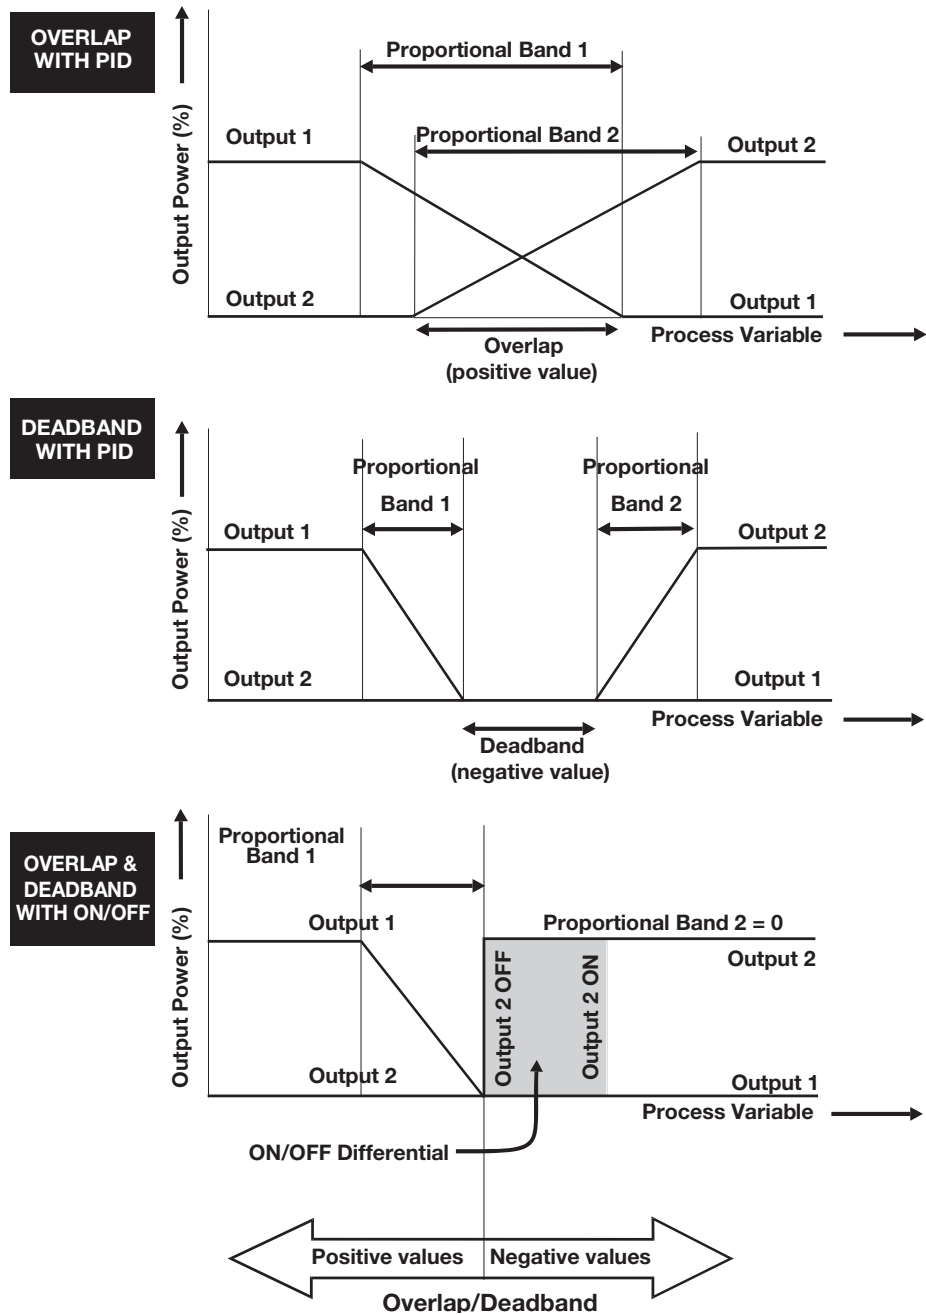 OVERLAP
WITH PID
Output Power (%)
Proportional Band 1
Output 1
Proportional Band 2
Output 2
Output 2
Output 1
Process Variable
Overlap
(positive value)
DEADBAND
WITH PID
Output Power (%)
Proportional
Band 1
Proportional
Band 2
Output 1
Output 2
Output 2
Output 1
Process Variable
Deadband
(negative value)
OVERLAP &
DEADBAND
WITH ON/OFF
Output Power (%)
Proportional
Band 1
Output 1
Proportional Band 2 = 0
Output 2
Output 2 OFF
Output 2 ON
Output 2
Output 1
Process Variable
ON/OFF Differential
Positive values
Negative values
Overlap/Deadband